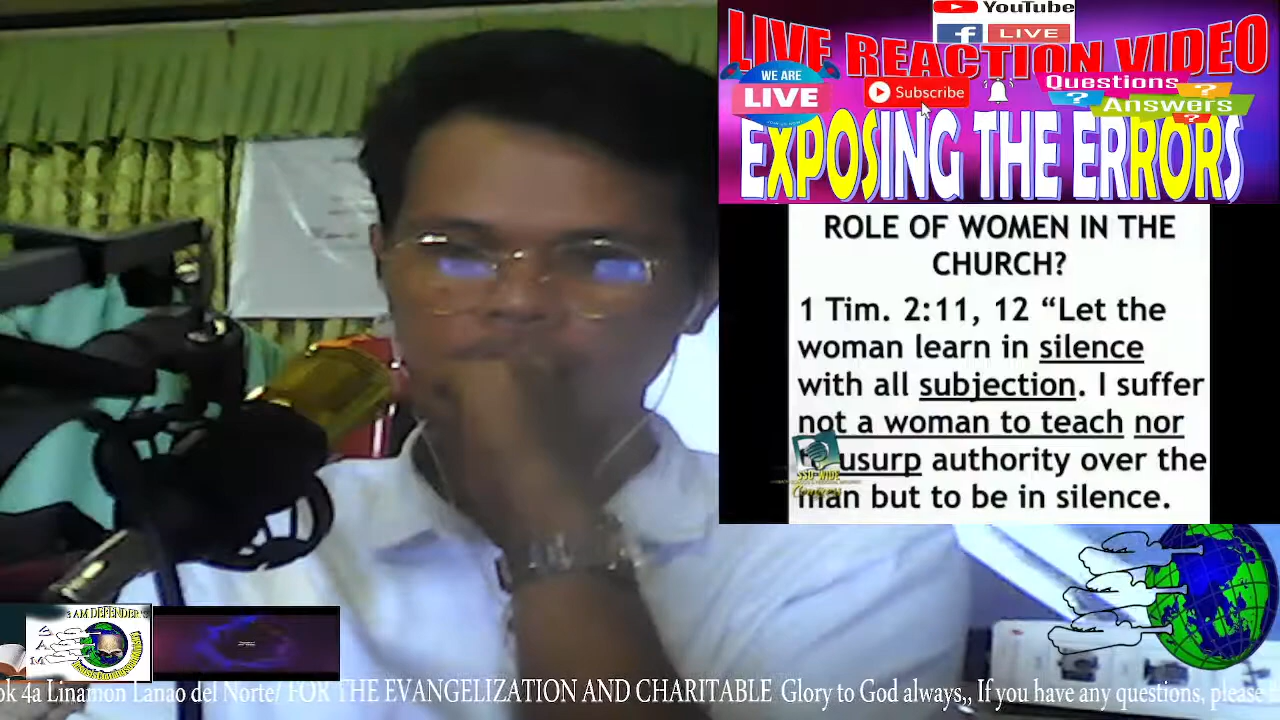 YouTube
LIVE
LIVE REACTION VIDEO
WE ARE
LIVE
Subscribe
Questions
?
?
Answers
?
EXPOSING THE ERRORS
ROLE OF WOMEN IN THE
CHURCH?
1 Tim. 2:11, 12 “Let the
woman learn in silence
with all subjection. I suffer
not a woman to teach nor
usurp authority over the
man but to be in silence.
SSD-WIDE
AM DEFENDER'S
S A M
Linamon Lanao del Norte/ FOR THE EVANGELIZATION AND CHARITABLE Glory to God always,, If you have any questions, please